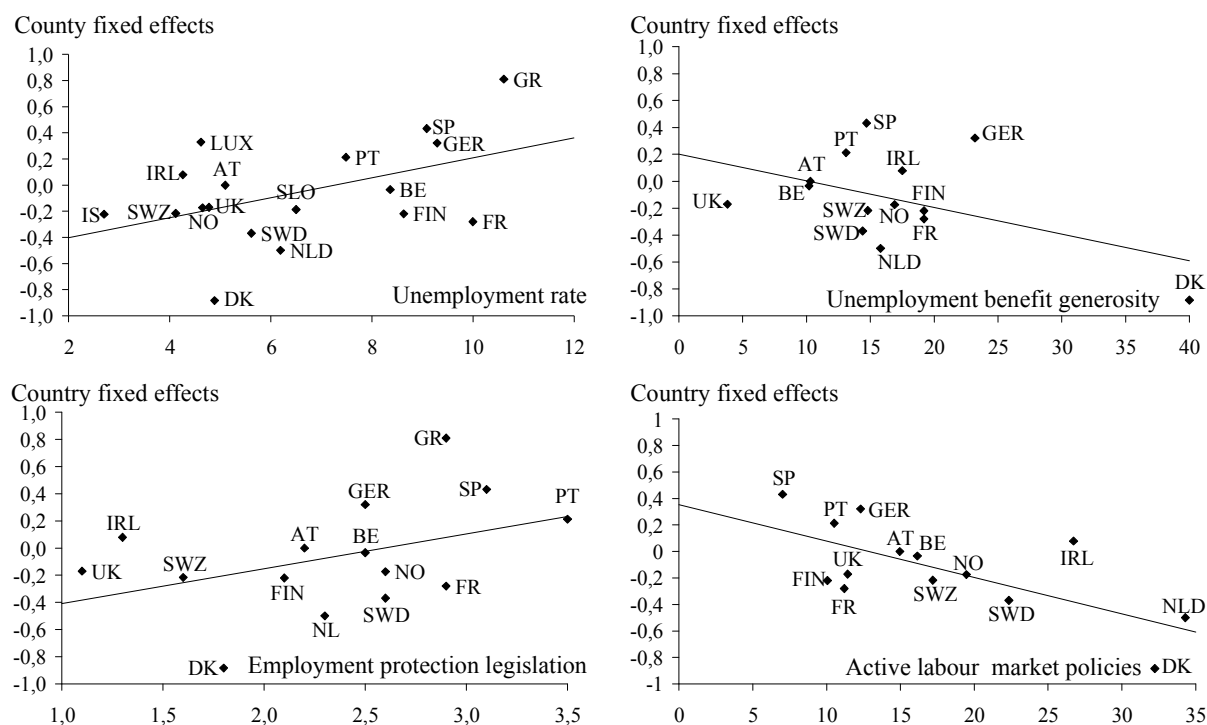 County fixed effects
1,0
0,8
0,6
0,4
0,2
0,0
-0,2
-0,4
-0,6
-0,8
-1,0
GR
SP
GER
LUX
PT
IRL
AT
BE
SLO
IS
SWZ
UK
NO
FIN
FR
SWD
NLD
DK
Unemployment rate
2 4 6 8 10 12
Country fixed effects
1,0
0,8
0,6
0,4
0,2
0,0
-0,2
-0,4
-0,6
-0,8
-1,0
SP
GER
PT
IRL
AT
BE
UK
FIN
SWZ
NO
SWD
FR
NLD
DK
Unemployment benefit generosity
0 5 10 15 20 25 30 35 40
Country fixed effects
1,0
0,8
0,6
0,4
0,2
0,0
-0,2
-0,4
-0,6
-0,8
-1,0
GR
GER
SP
PT
IRL
AT
BE
UK
SWZ
FIN
NO
FR
SWD
NL
DK
Employment protection legislation
1,0 1,5 2,0 2,5 3,0 3,5
Country fixed effects
1
0,8
0,6
0,4
0,2
0
-0,2
-0,4
-0,6
-0,8
-1
SP
PT
GER
AT
BE
IRL
UK
NO
FIN
SWZ
FR
SWD
NLD
DK
Active labour market policies
0 5 10 15 20 25 30 35